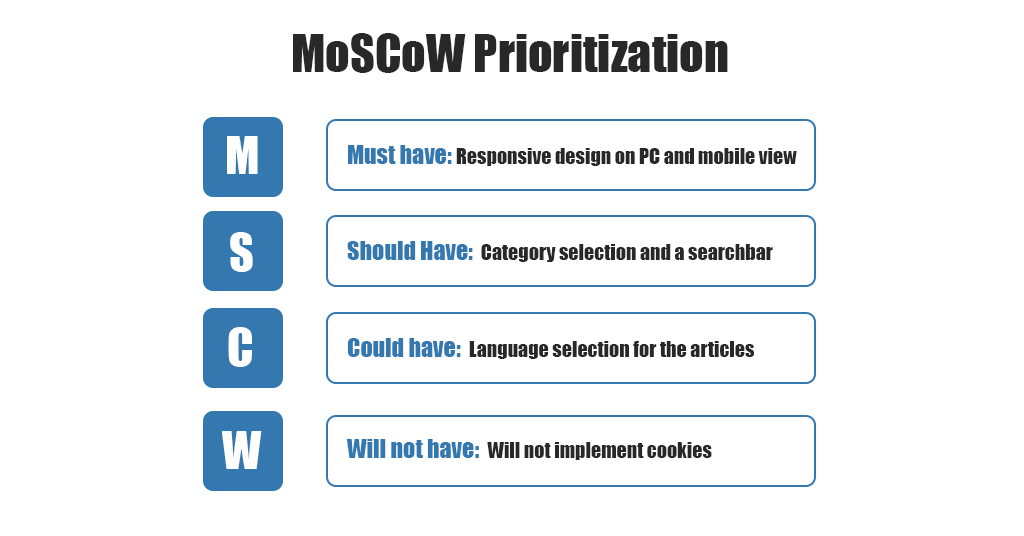 MoSCoW Prioritization
M
Must have: Responsive design on PC and mobile view
S
Should Have: Category selection and a searchbar
C
Could have: Language selection for the articles
W
Will not have: Will not implement cookies